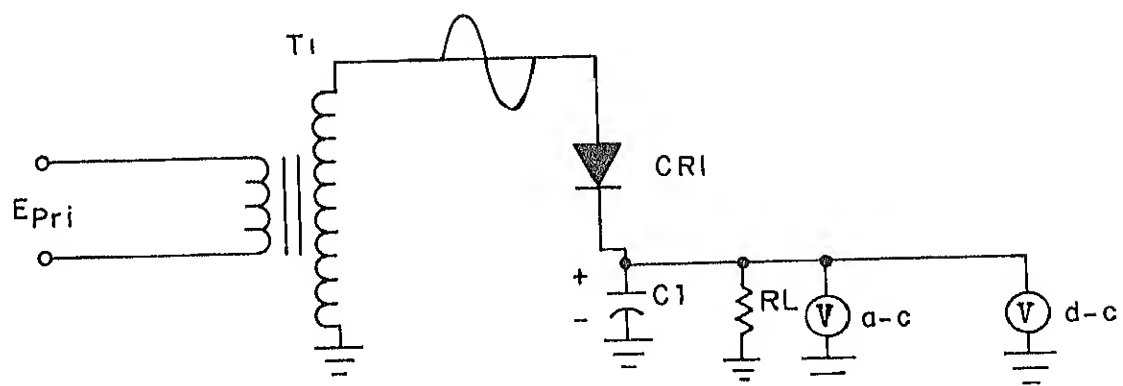 T1
CR1
EPri
+
C1
-
RL
V
a-c
V
d-c